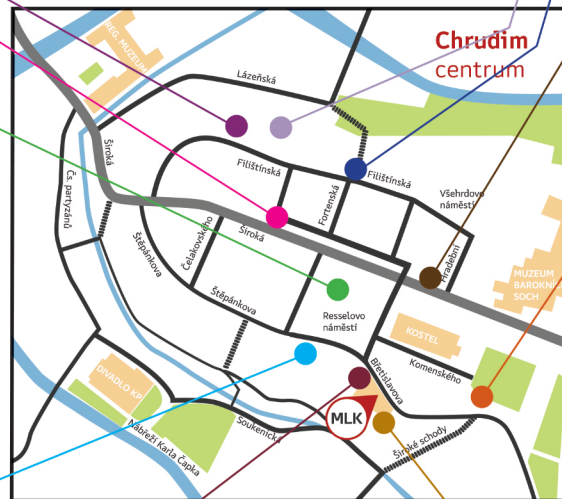 Chrudim
centrum
REG. MUZEUM
Lázeňská
Široká
Čs. partyzánů
Filištínská
Fortenská
Filištínská
Všehrdovo
náměstí
Hradební
Štěpánkova
Čelakovského
Široká
MUZEUM
BAROKNÍ
SOCH
Štěpánkova
Resselovo
náměstí
KOSTEL
Komenského
Břetislavova
DIVADLO KP
MLK
Soukenická
Nábřeží Karla Čapka
Široké schody